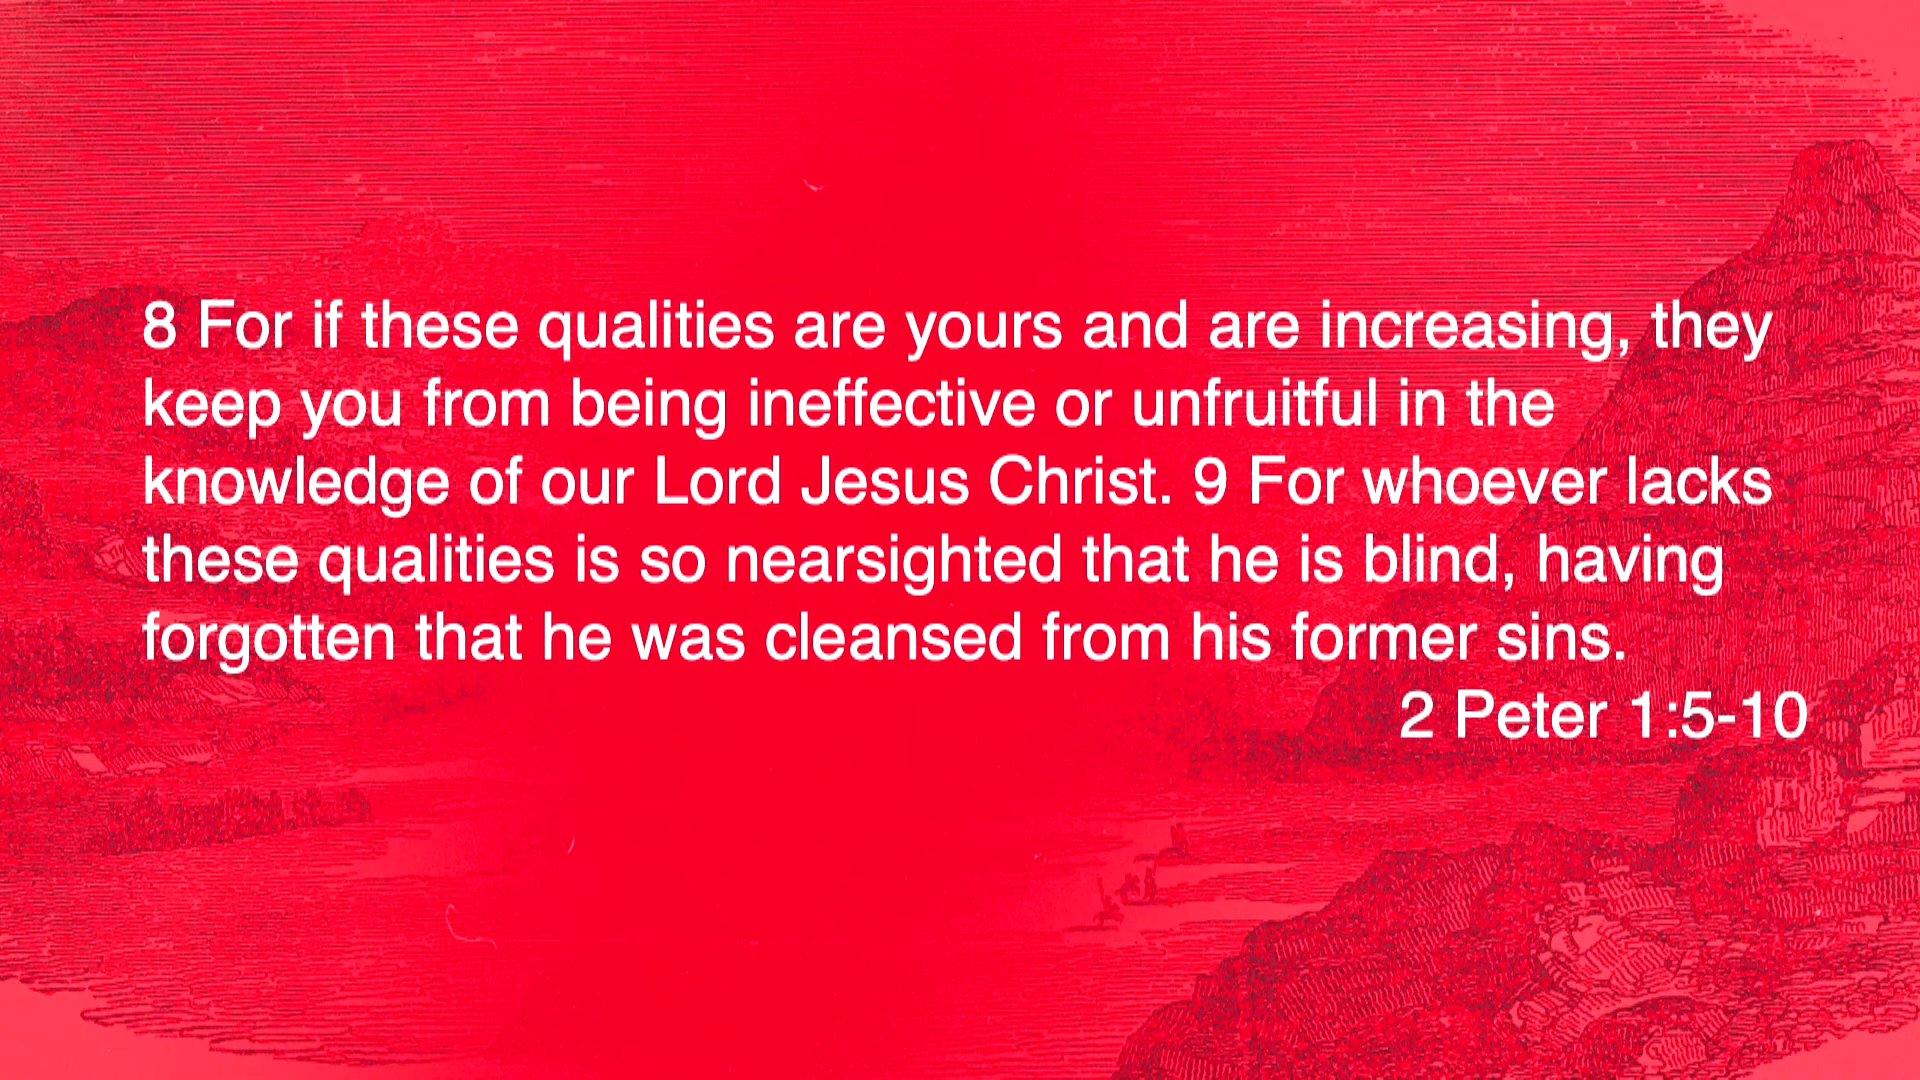 8 For if these qualities are yours and are increasing, they
keep you from being ineffective or unfruitful in the
knowledge of our Lord Jesus Christ. 9 For whoever lacks
these qualities is so nearsighted that he is blind, having
forgotten that he was cleansed from his former sins.
2 Peter 1:5-10